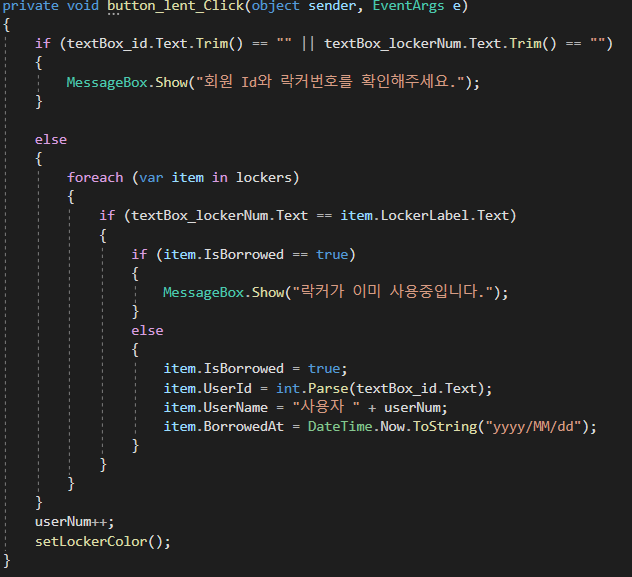 private void button_lent_Click(object sender, EventArgs e)
{
if (textBox_id.Text.Trim() == "" || textBox_lockerNum.Text.Trim() == "")
{
MessageBox.Show("회원 Id와 락커번호를 확인해주세요.");
}
else
{
foreach (var item in lockers)
{
if (textBox_lockerNum.Text == item.LockerLabel.Text)
{
if (item.IsBorrowed == true)
{
MessageBox.Show("락커가 이미 사용중입니다.");
}
else
{
item.IsBorrowed = true;
item.UserId = int.Parse(textBox_id.Text);
item.UserName = "사용자 " + userNum;
item.BorrowedAt = DateTime.Now.ToString("yyyy/MM/dd");
}
}
}
}
userNum++;
setLockerColor();
}